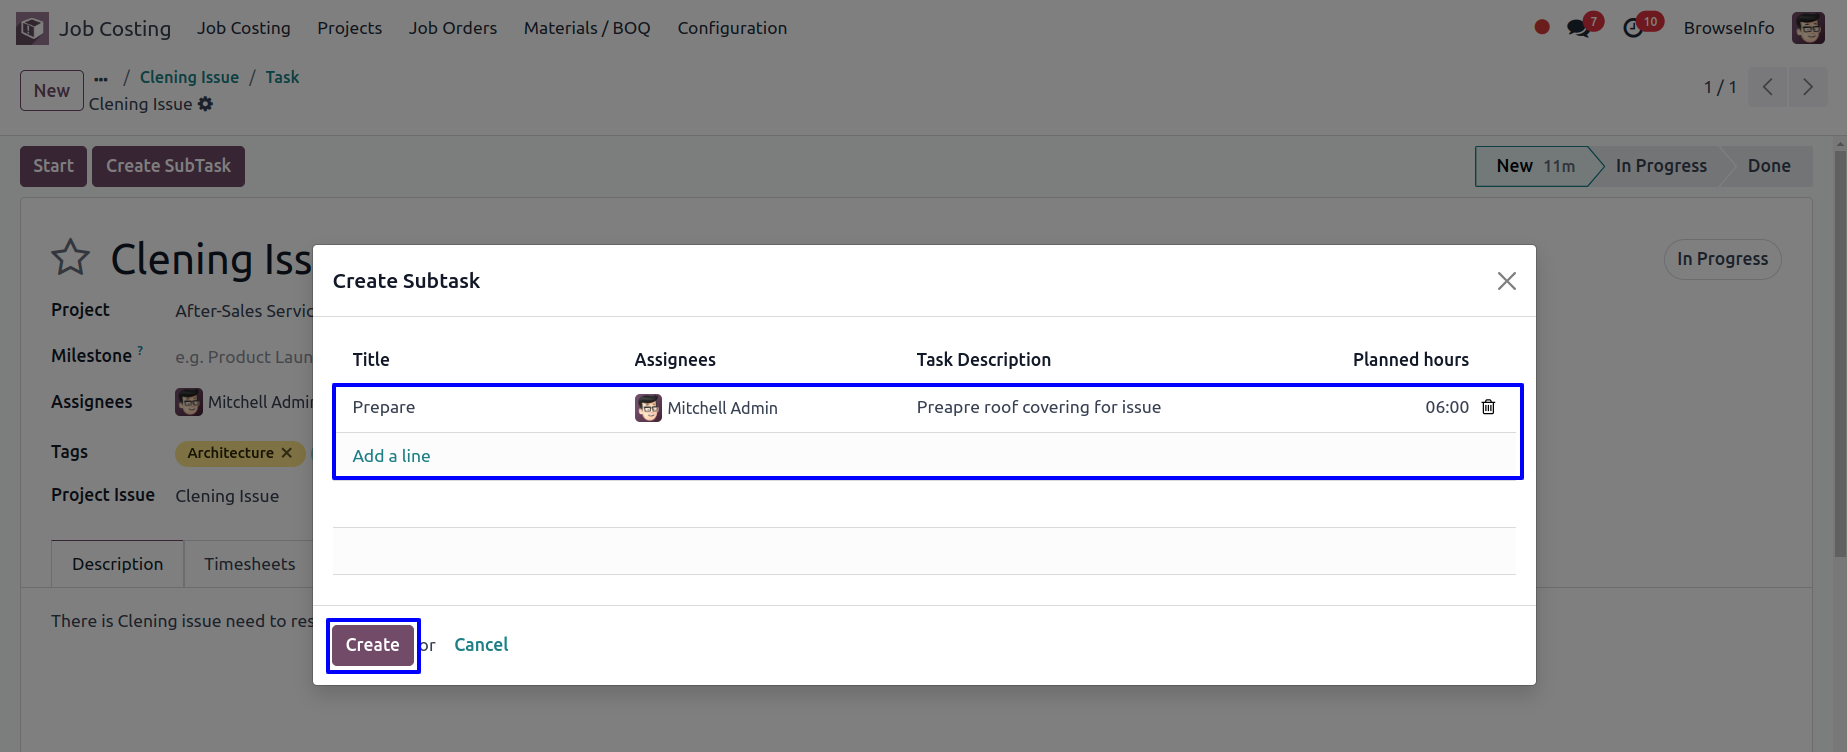 Job Costing Job Costing Projects Job Orders Materials / BOQ Configuration 7 10 BrowseInfo
New ... / Clening Issue / Task
Clening Issue
1 / 1
Start Create SubTask New 11m In Progress Done
Clening Iss
In Progress
Project After-Sales Servic
Milestone ? e.g. Product Laun
Assignees Mitchell Admin
Tags Architecture ✕
Project Issue Clening Issue
Description Timesheets
There is Clening issue need to res
Create Subtask
Title Assignees Task Description Planned hours
Prepare Mitchell Admin Preapre roof covering for issue 06:00
Add a line
Create or Cancel